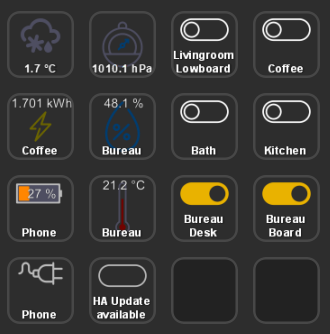 1.7 °C
1010.1 hPa
Livingroom
Lowboard
Coffee
1.701 kWh
Coffee
48.1 %
%
Bureau
Bath
Kitchen
27 %
Phone
21.2 °C
Bureau
Bureau
Desk
Bureau
Board
Phone
HA Update
available